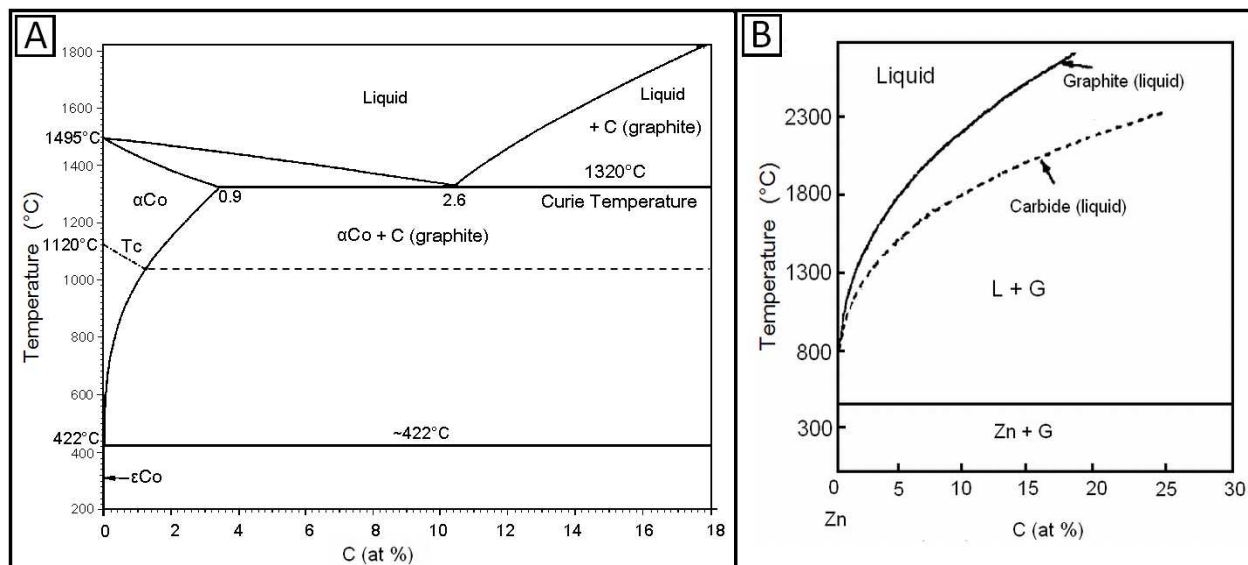 A
1800
1600
1495°C
1400
1200
1120°C
1000
800
600
422°C
400
200
Temperature (°C)
Liquid
Liquid
+ C (graphite)
1320°C
0.9
2.6
Curie Temperature
αCo
Tc
αCo + C (graphite)
~422°C
εCo
0 2 4 6 8 10 12 14 16 18
C (at %)
B
Liquid
Graphite (liquid)
Carbide (liquid)
2300
1800
1300
800
300
Temperature (°C)
L + G
Zn + G
0 5 10 15 20 25 30
Zn
C (at %)